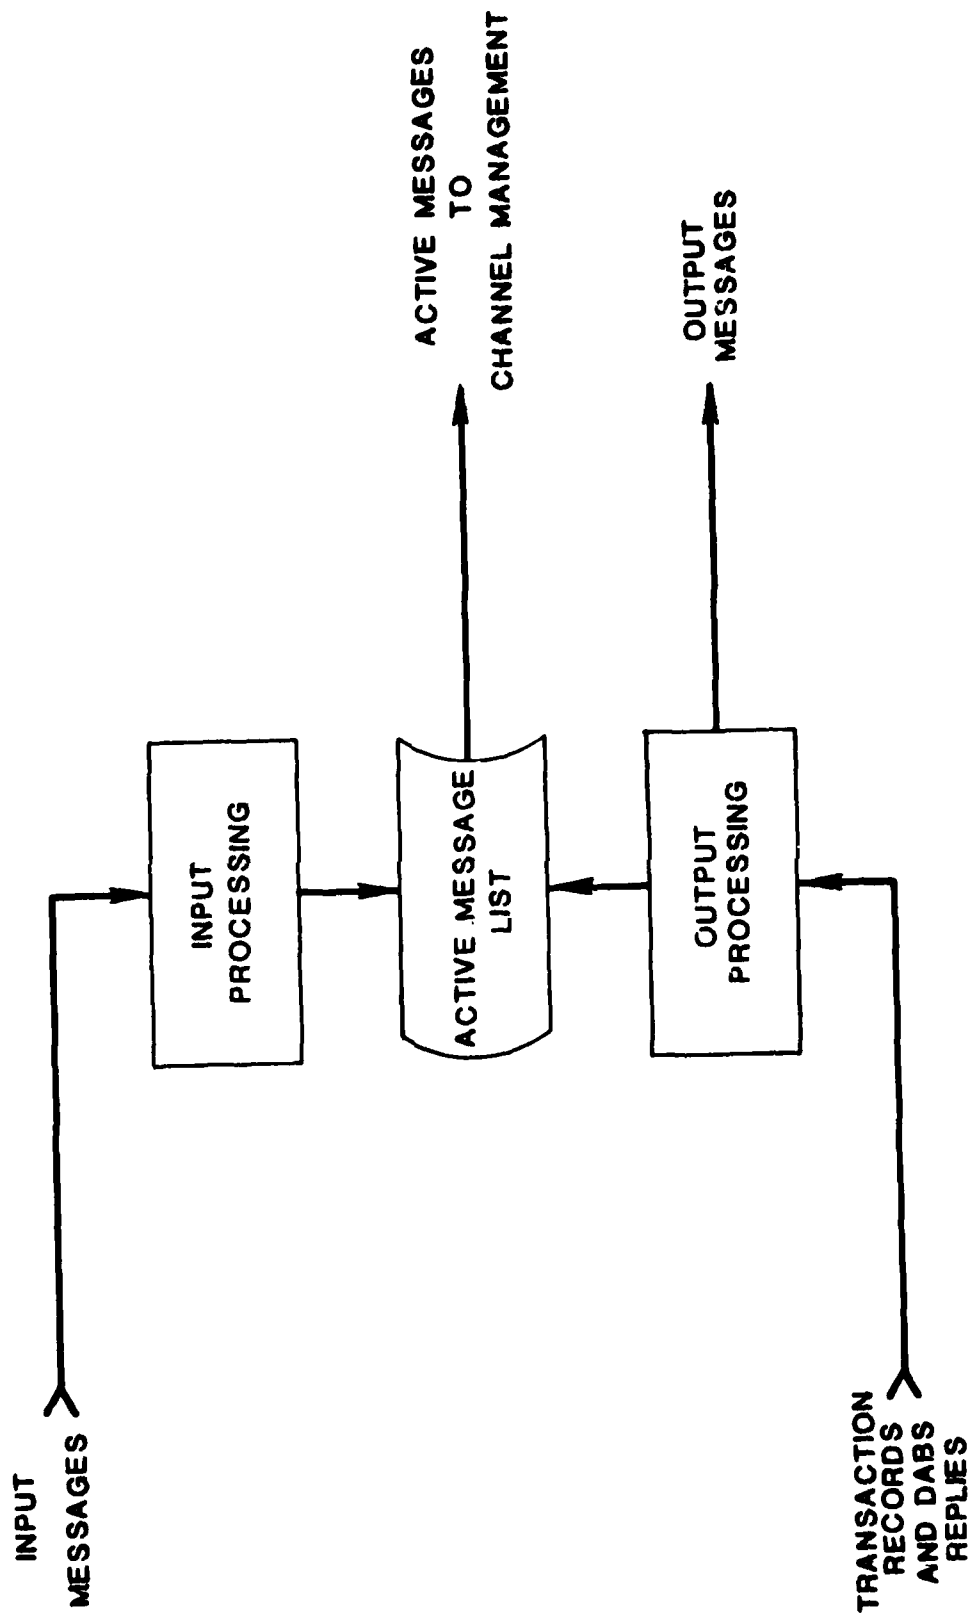 INPUT
MESSAGES
INPUT
PROCESSING
ACTIVE MESSAGE
LIST
ACTIVE MESSAGES
TO
CHANNEL MANAGEMENT
OUTPUT
PROCESSING
OUTPUT
MESSAGES
TRANSACTION
RECORDS
AND DABS
REPLIES